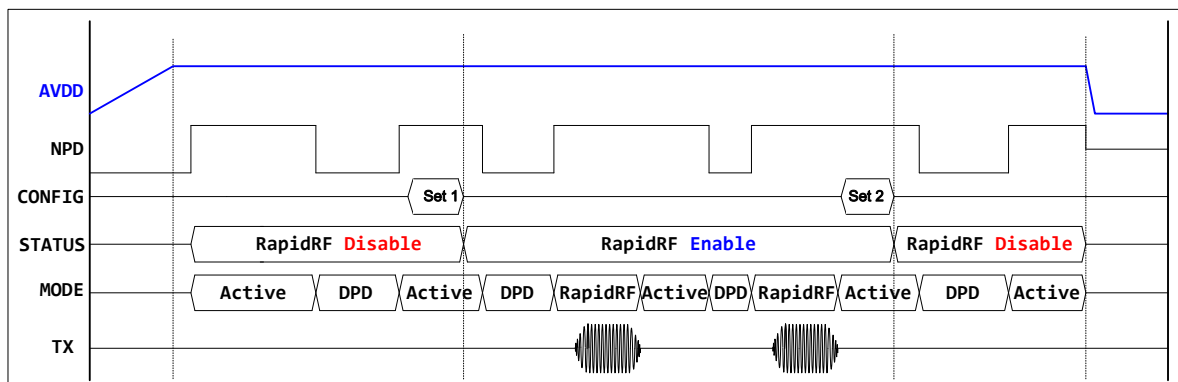 AVDD
NPD
CONFIG Set 1 Set 2
STATUS RapidRF Disable RapidRF Enable RapidRF Disable
MODE Active DPD Active DPD RapidRF Active DPD RapidRF Active DPD Active
TX